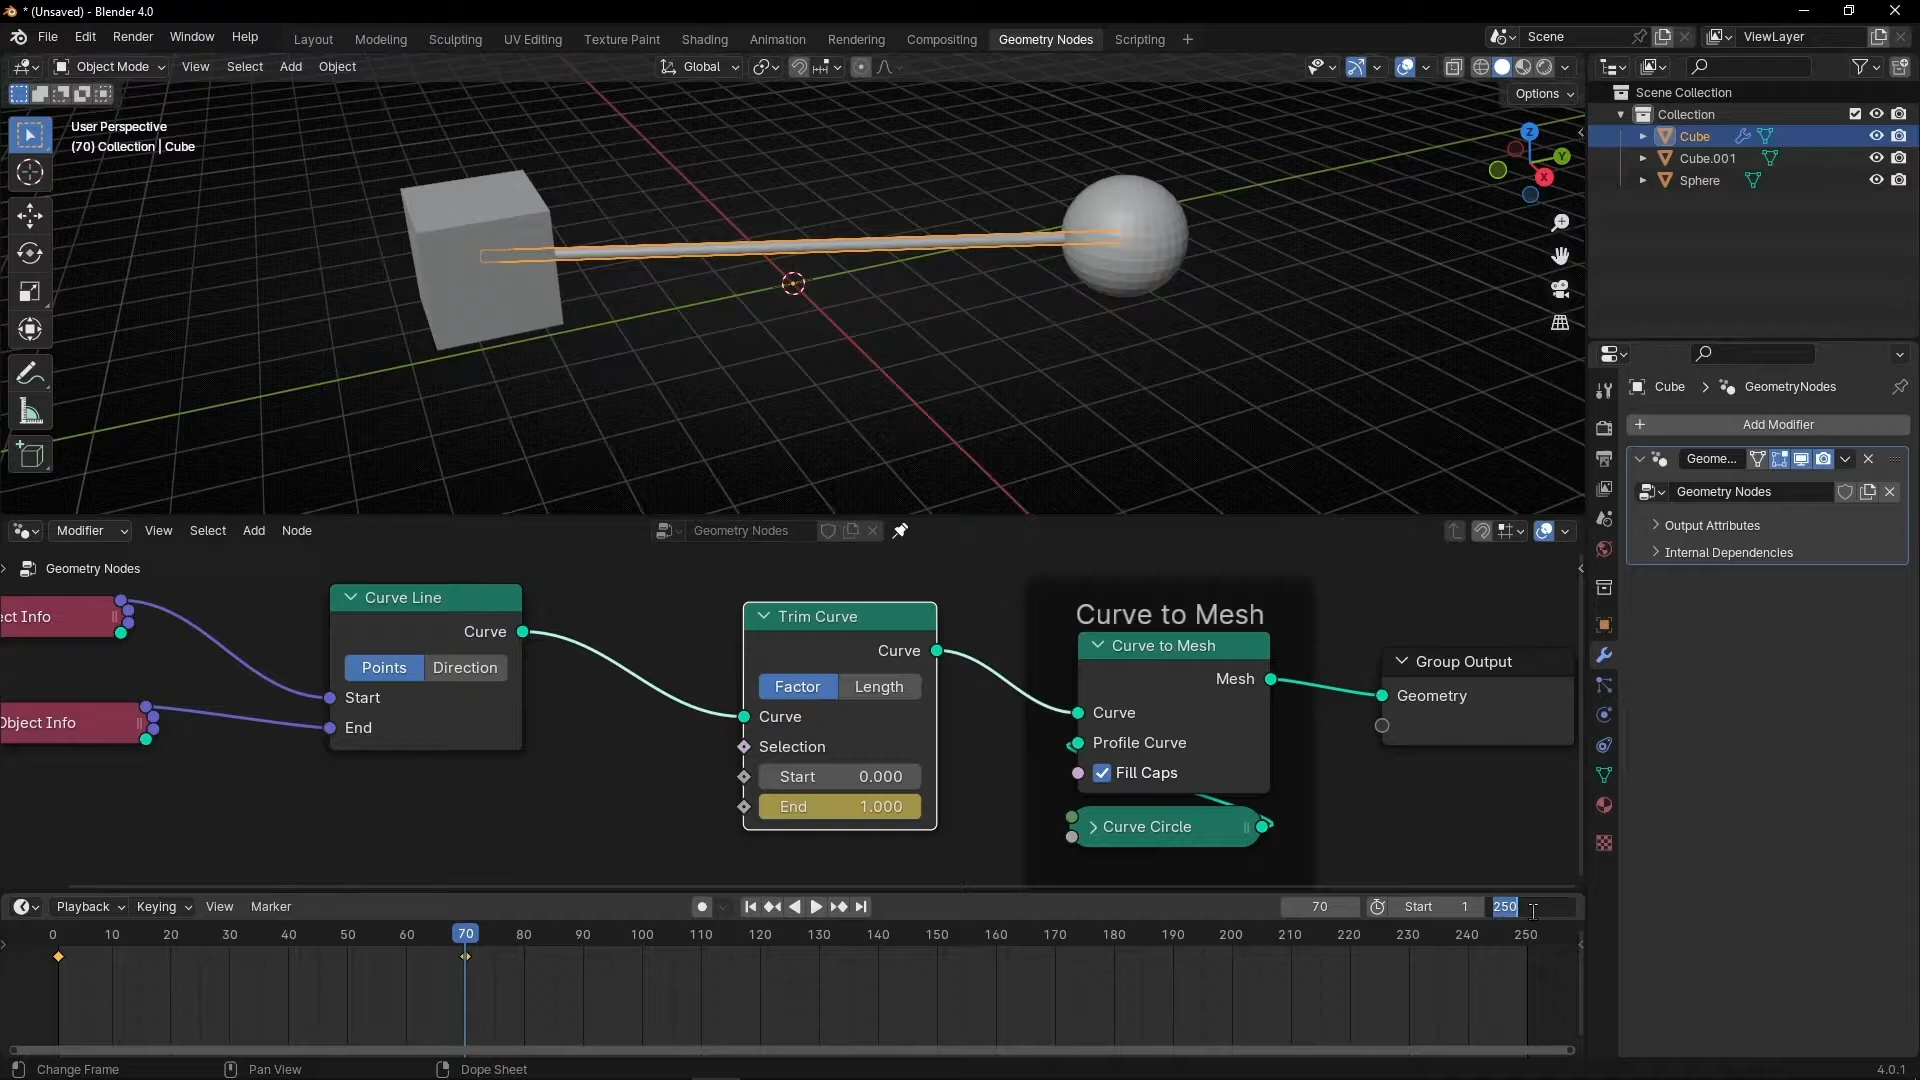 * (Unsaved) - Blender 4.0
File Edit Render Window Help Layout Modeling Sculpting UV Editing Texture Paint Shading Animation Rendering Compositing Geometry Nodes Scripting + Scene ViewLayer
Object Mode View Select Add Object Global
Options
User Perspective
(70) Collection | Cube
Z
Y
X
Scene Collection
Collection
Cube
Cube.001
Sphere
Cube > GeometryNodes
+ Add Modifier
Geome...
Geometry Nodes
Output Attributes
Internal Dependencies
Modifier View Select Add Node Geometry Nodes
Geometry Nodes
ect Info
Object Info
Curve Line
Curve
Points Direction
Start
End
Trim Curve
Curve
Factor Length
Curve
Selection
Start 0.000
End 1.000
Curve to Mesh
Curve to Mesh
Mesh
Curve
Profile Curve
Fill Caps
Curve Circle
Group Output
Geometry
Playback Keying View Marker 70 Start 1 250
0 10 20 30 40 50 60 70 80 90 100 110 120 130 140 150 160 170 180 190 200 210 220 230 240 250
Change Frame Pan View Dope Sheet 4.0.1